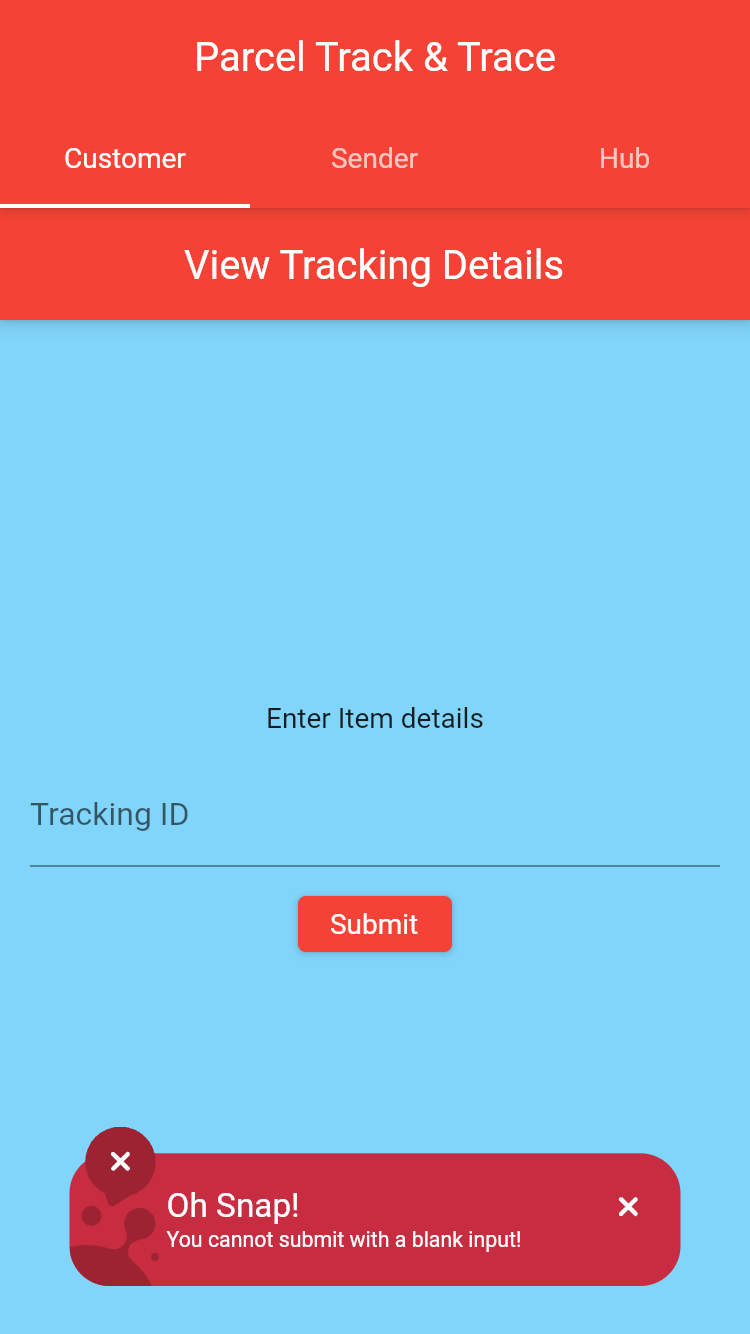 Parcel Track & Trace
Customer Sender Hub
View Tracking Details
Enter Item details
Tracking ID
Submit
Oh Snap!
You cannot submit with a blank input!